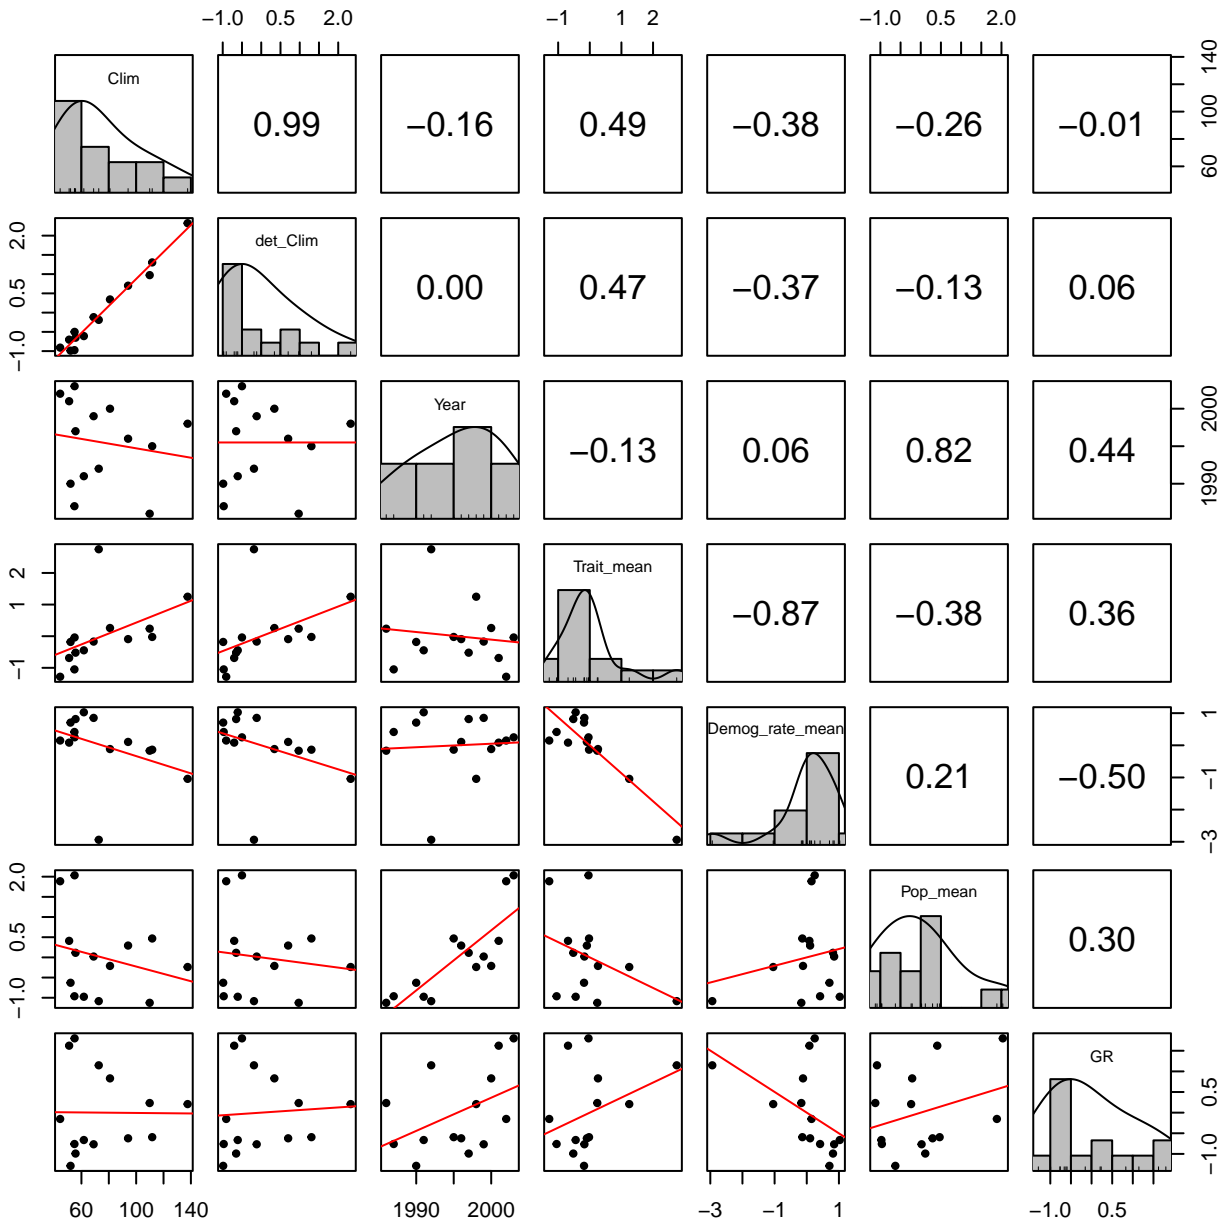 −1.0 0.5 2.0 −1 1 2 −1.0 0.5 2.0
Clim 0.99 −0.16 0.49 −0.38 −0.26 −0.01 60 100 140
−1.0 0.5 2.0 det_Clim 0.00 0.47 −0.37 −0.13 0.06
Year −0.13 0.06 0.82 0.44 1990 2000
−1 1 2 Trait_mean −0.87 −0.38 0.36
Demog_rate_mean 0.21 −0.50 −3 −1 1
−1.0 0.5 2.0 Pop_mean 0.30
GR −1.0 0.5
60 100 140 1990 2000 −3 −1 1 −1.0 0.5